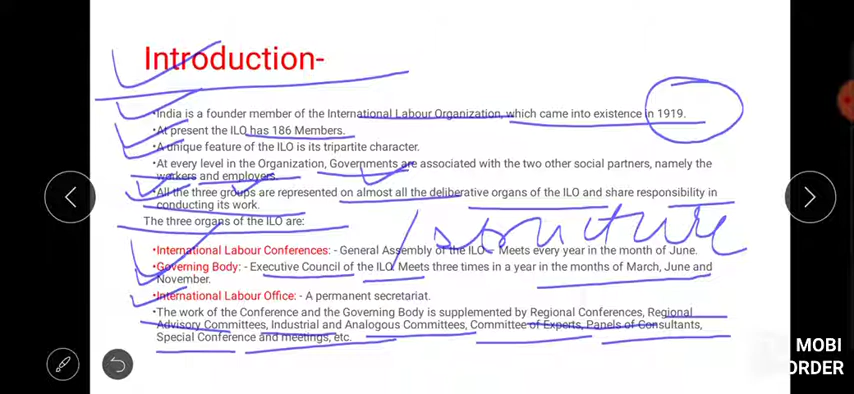 Introduction-
•India is a founder member of the International Labour Organization, which came into existence in 1919.
•At present the ILO has 186 Members.
•A unique feature of the ILO is its tripartite character.
•At every level in the Organization, Governments are associated with the two other social partners, namely the
workers and employers.
•All the three groups are represented on almost all the deliberative organs of the ILO and share responsibility in
conducting its work.
The three organs of the ILO are:
/structure
•International Labour Conferences: - General Assembly of the ILO – Meets every year in the month of June.
•Governing Body: - Executive Council of the ILO. Meets three times in a year in the months of March, June and
November.
•International Labour Office: - A permanent secretariat.
•The work of the Conference and the Governing Body is supplemented by Regional Conferences, Regional
Advisory Committees, Industrial and Analogous Committees, Committee of Experts, Panels of Consultants,
Special Conference and meetings, etc.
MOBI
ORDER